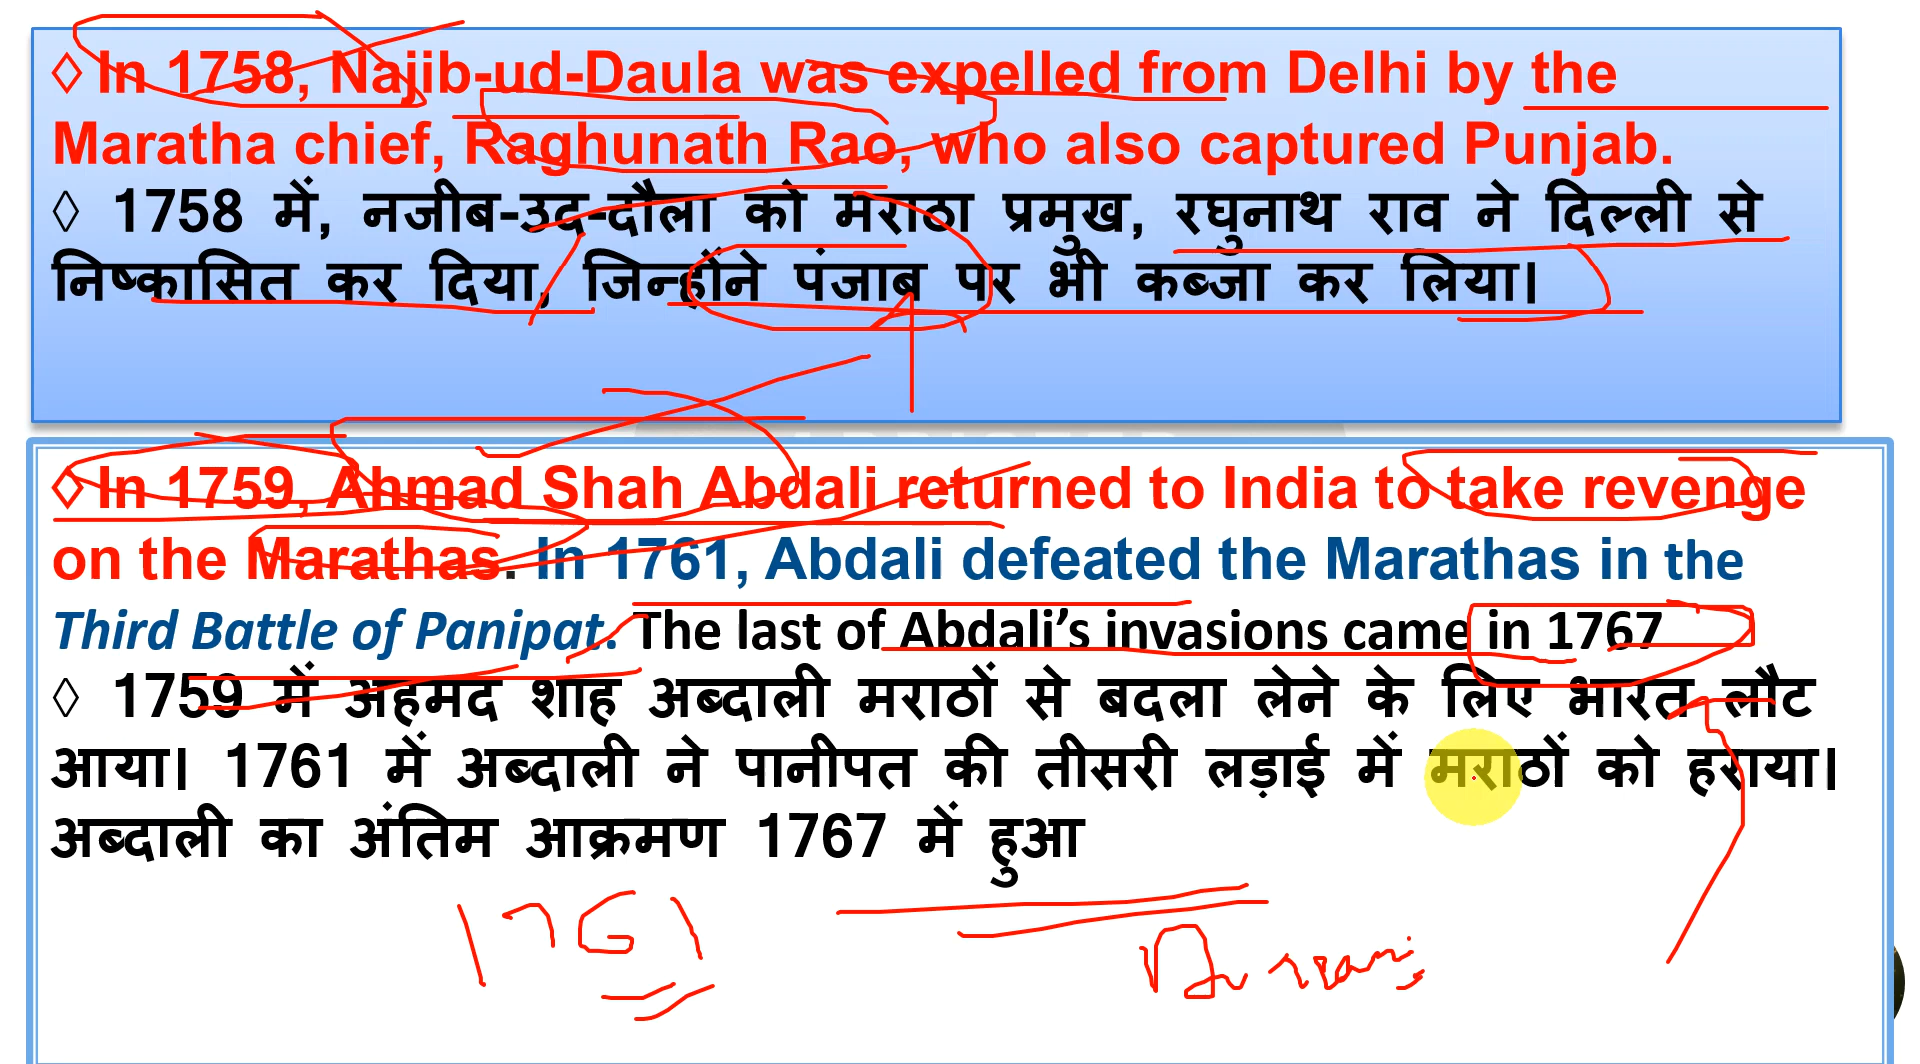 ◊ In 1758, Najib-ud-Daula was expelled from Delhi by the
Maratha chief, Raghunath Rao, who also captured Punjab.
◊ 1758 में, नजीब-उद-दौला को मराठा प्रमुख, रघुनाथ राव ने दिल्ली से
निष्कासित कर दिया, जिन्होंने पंजाब पर भी कब्जा कर लिया।
◊ In 1759, Ahmad Shah Abdali returned to India to take revenge
on the Marathas. In 1761, Abdali defeated the Marathas in the
Third Battle of Panipat. The last of Abdali’s invasions came in 1767
◊ 1759 में अहमद शाह अब्दाली मराठों से बदला लेने के लिए भारत लौट
आया। 1761 में अब्दाली ने पानीपत की तीसरी लड़ाई में मराठों को हराया।
अब्दाली का अंतिम आक्रमण 1767 में हुआ
1761